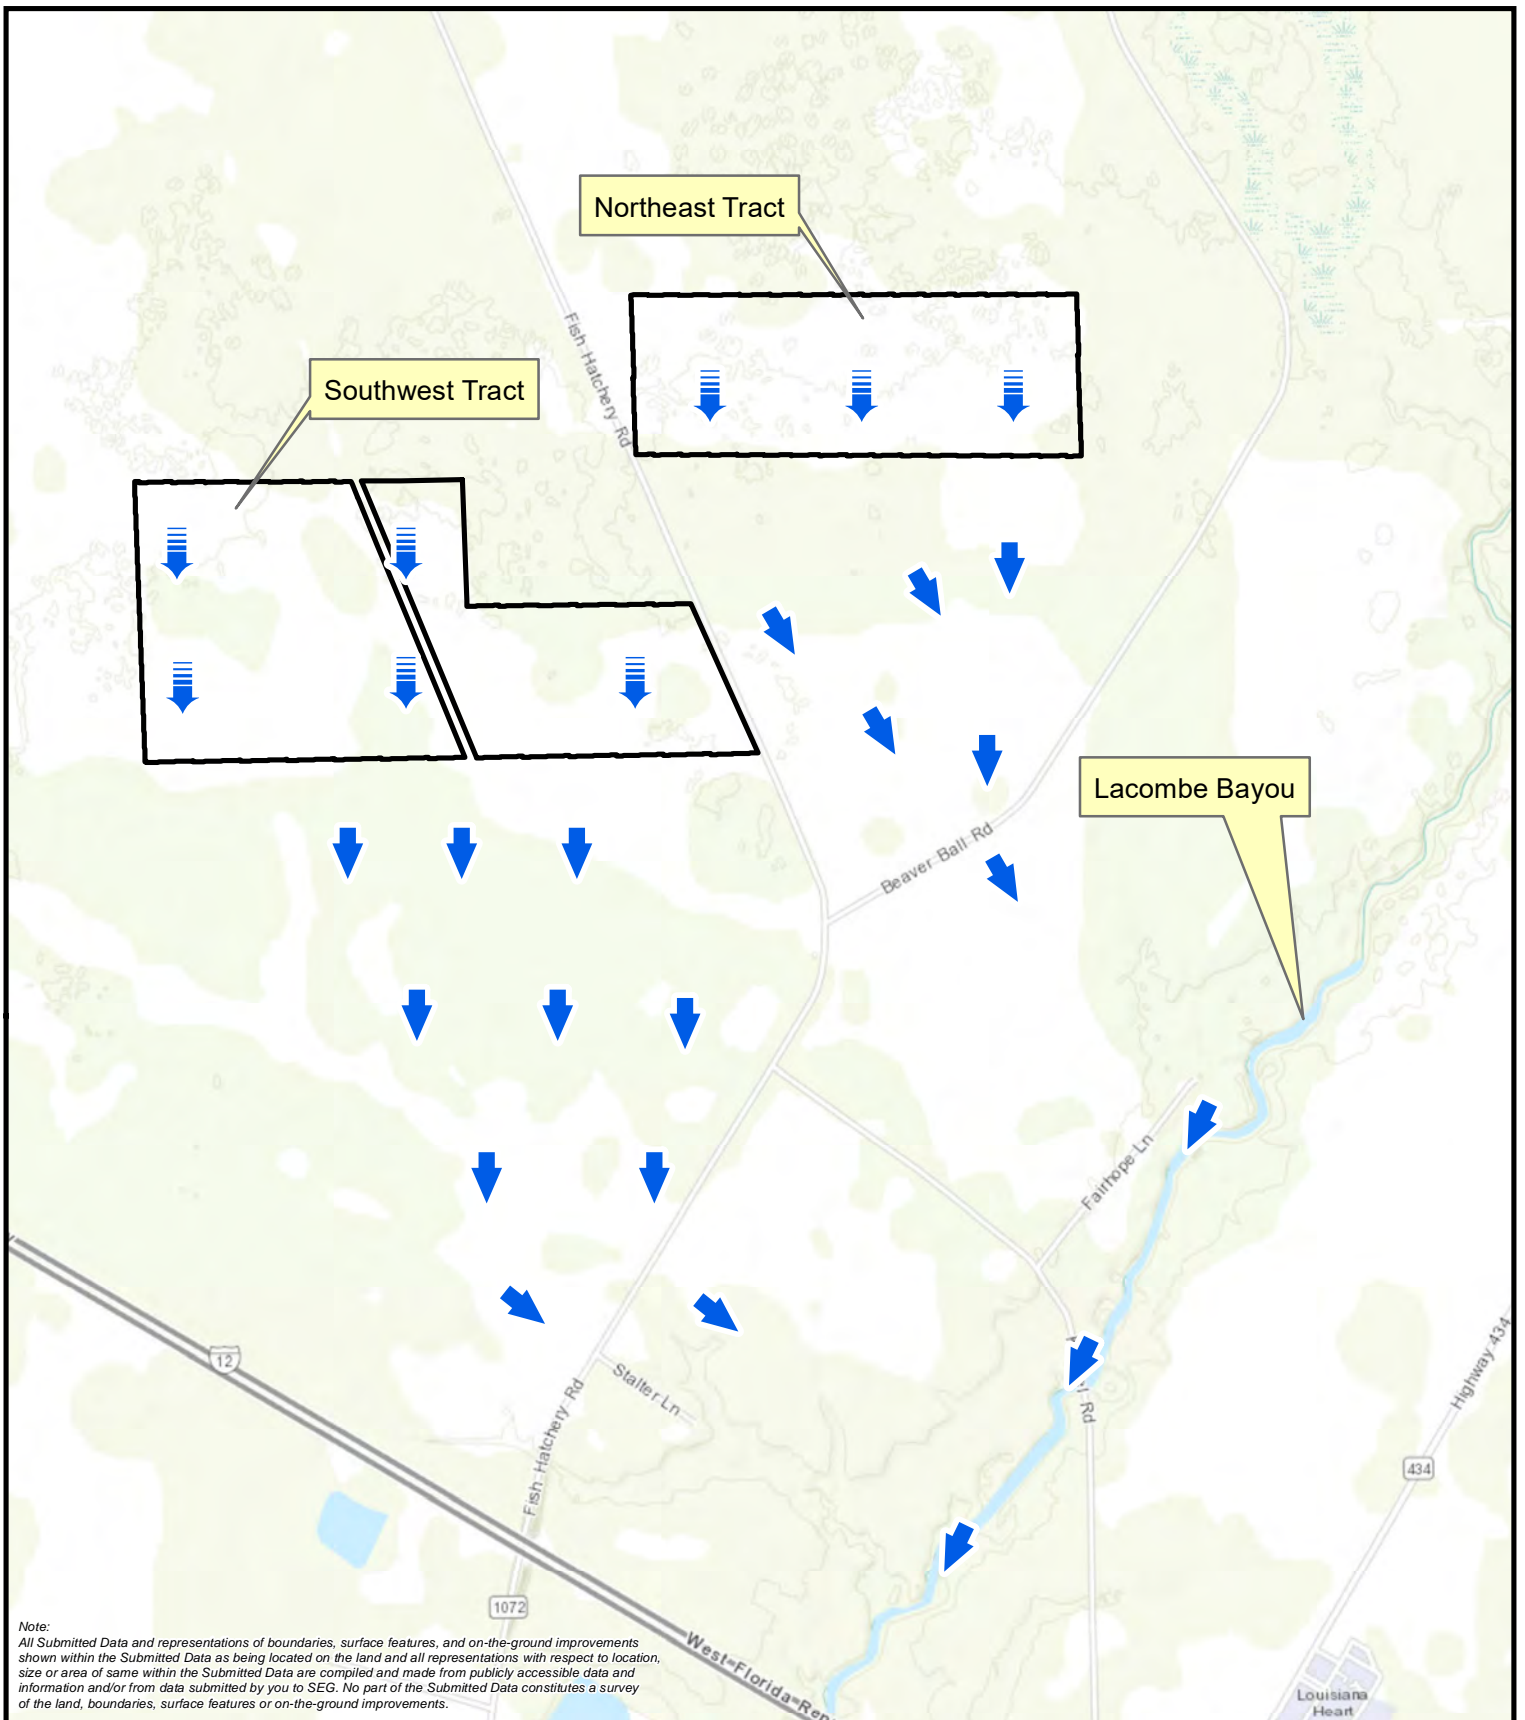 Northeast Tract
Fish Hatchery Rd
Southwest Tract
Lacombe Bayou
Beaver Ball Rd
Fairhope Ln
12
Stalter Ln
Rd
Highway 434
Fish Hatchery Rd
434
1072
West Florida
Louisiana
Heart
Note:
All Submitted Data and representations of boundaries, surface features, and on-the-ground improvements
shown within the Submitted Data as being located on the land and all representations with respect to location,
size or area of same within the Submitted Data are compiled and made from publicly accessible data and
information and/or from data submitted by you to SEG. No part of the Submitted Data constitutes a survey
of the land, boundaries, surface features or on-the-ground improvements.